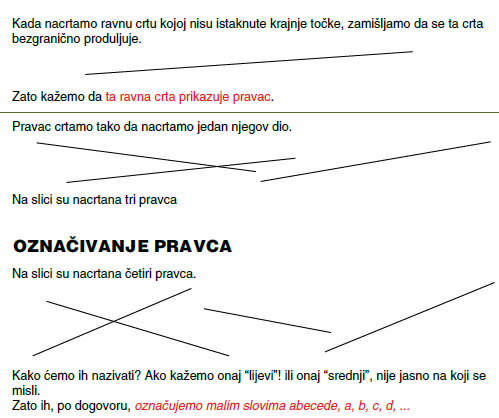 Kada nacrtamo ravnu crtu kojoj nisu istaknute krajnje točke, zamišljamo da se ta crta
bezgranično produljuje.
Zato kažemo da ta ravna crta prikazuje pravac.
Pravac crtamo tako da nacrtamo jedan njegov dio.
Na slici su nacrtana tri pravca
OZNAČIVANJE PRAVCA
Na slici su nacrtana četiri pravca.
Kako ćemo ih nazivati? Ako kažemo onaj “lijevi”! ili onaj “srednji”, nije jasno na koji se
misli.
Zato ih, po dogovoru, označujemo malim slovima abecede, a, b, c, d, ...